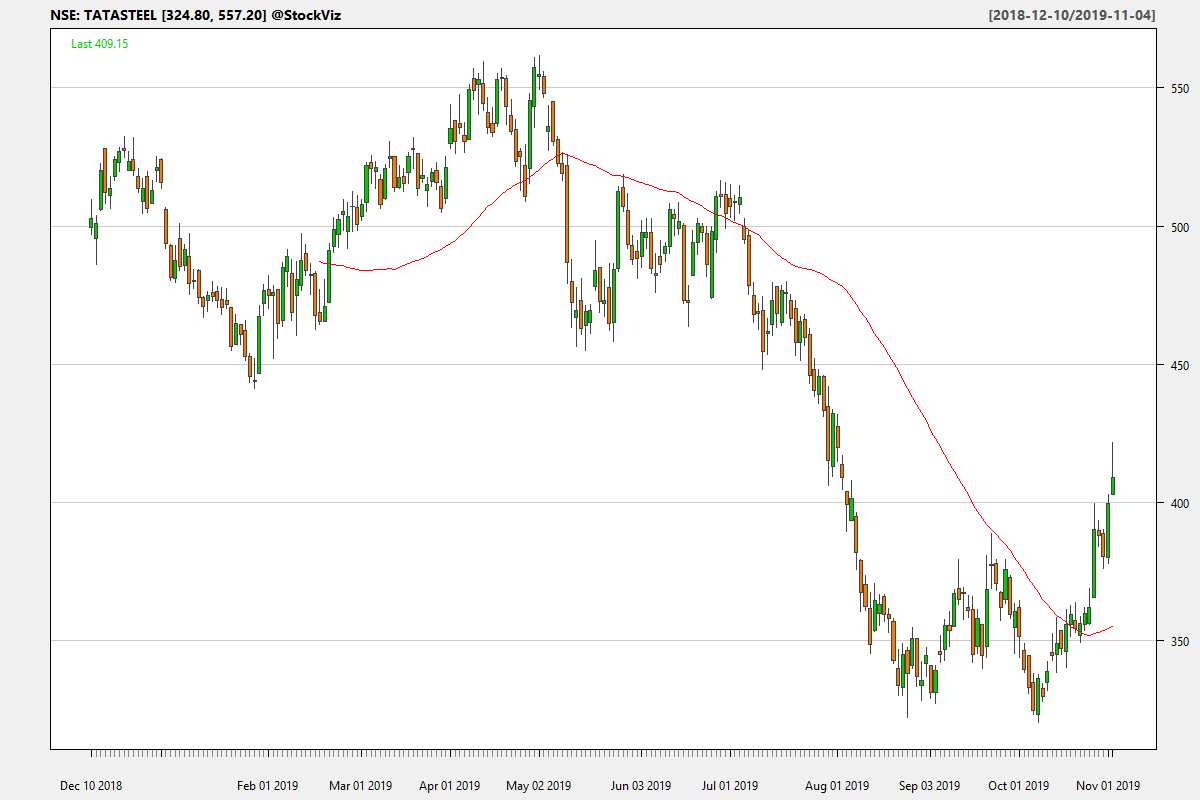 NSE: TATASTEEL [324.80, 557.20] @StockViz
[2018-12-10/2019-11-04]
Last 409.15
550
500
450
400
350
Dec 10 2018 Feb 01 2019 Mar 01 2019 Apr 01 2019 May 02 2019 Jun 03 2019 Jul 01 2019 Aug 01 2019 Sep 03 2019 Oct 01 2019 Nov 01 2019